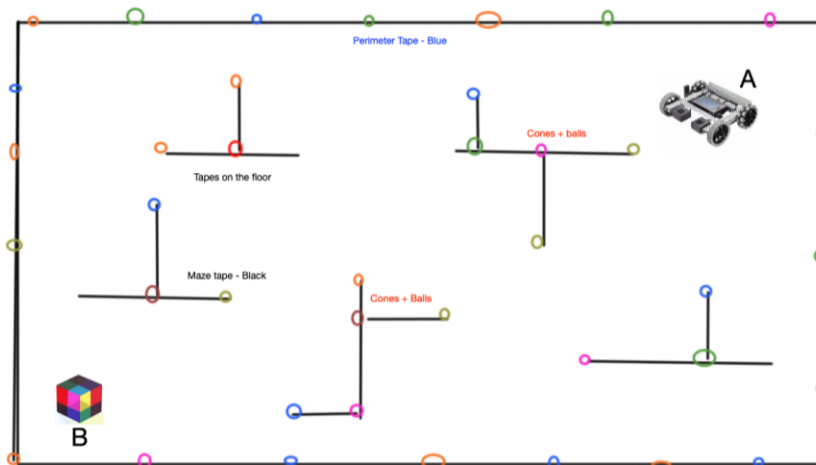 Perimeter Tape - Blue
A
Cones + balls
Tapes on the floor
Maze tape - Black
Cones + Balls
B